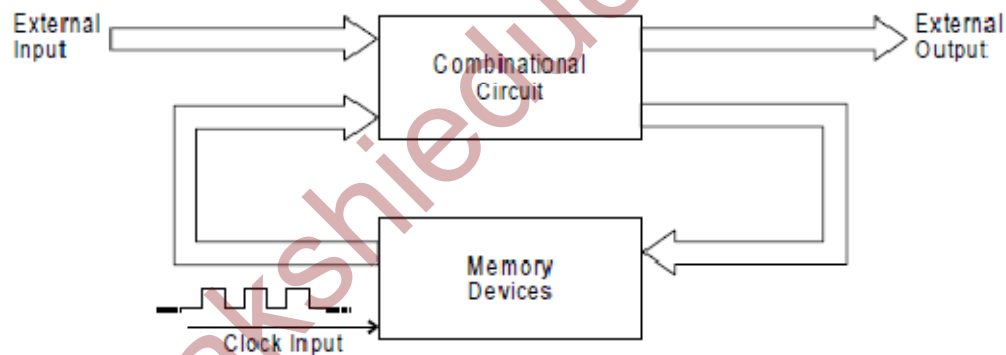 External
Input
Combinational
Circuit
External
Output
Memory
Devices
Clock Input